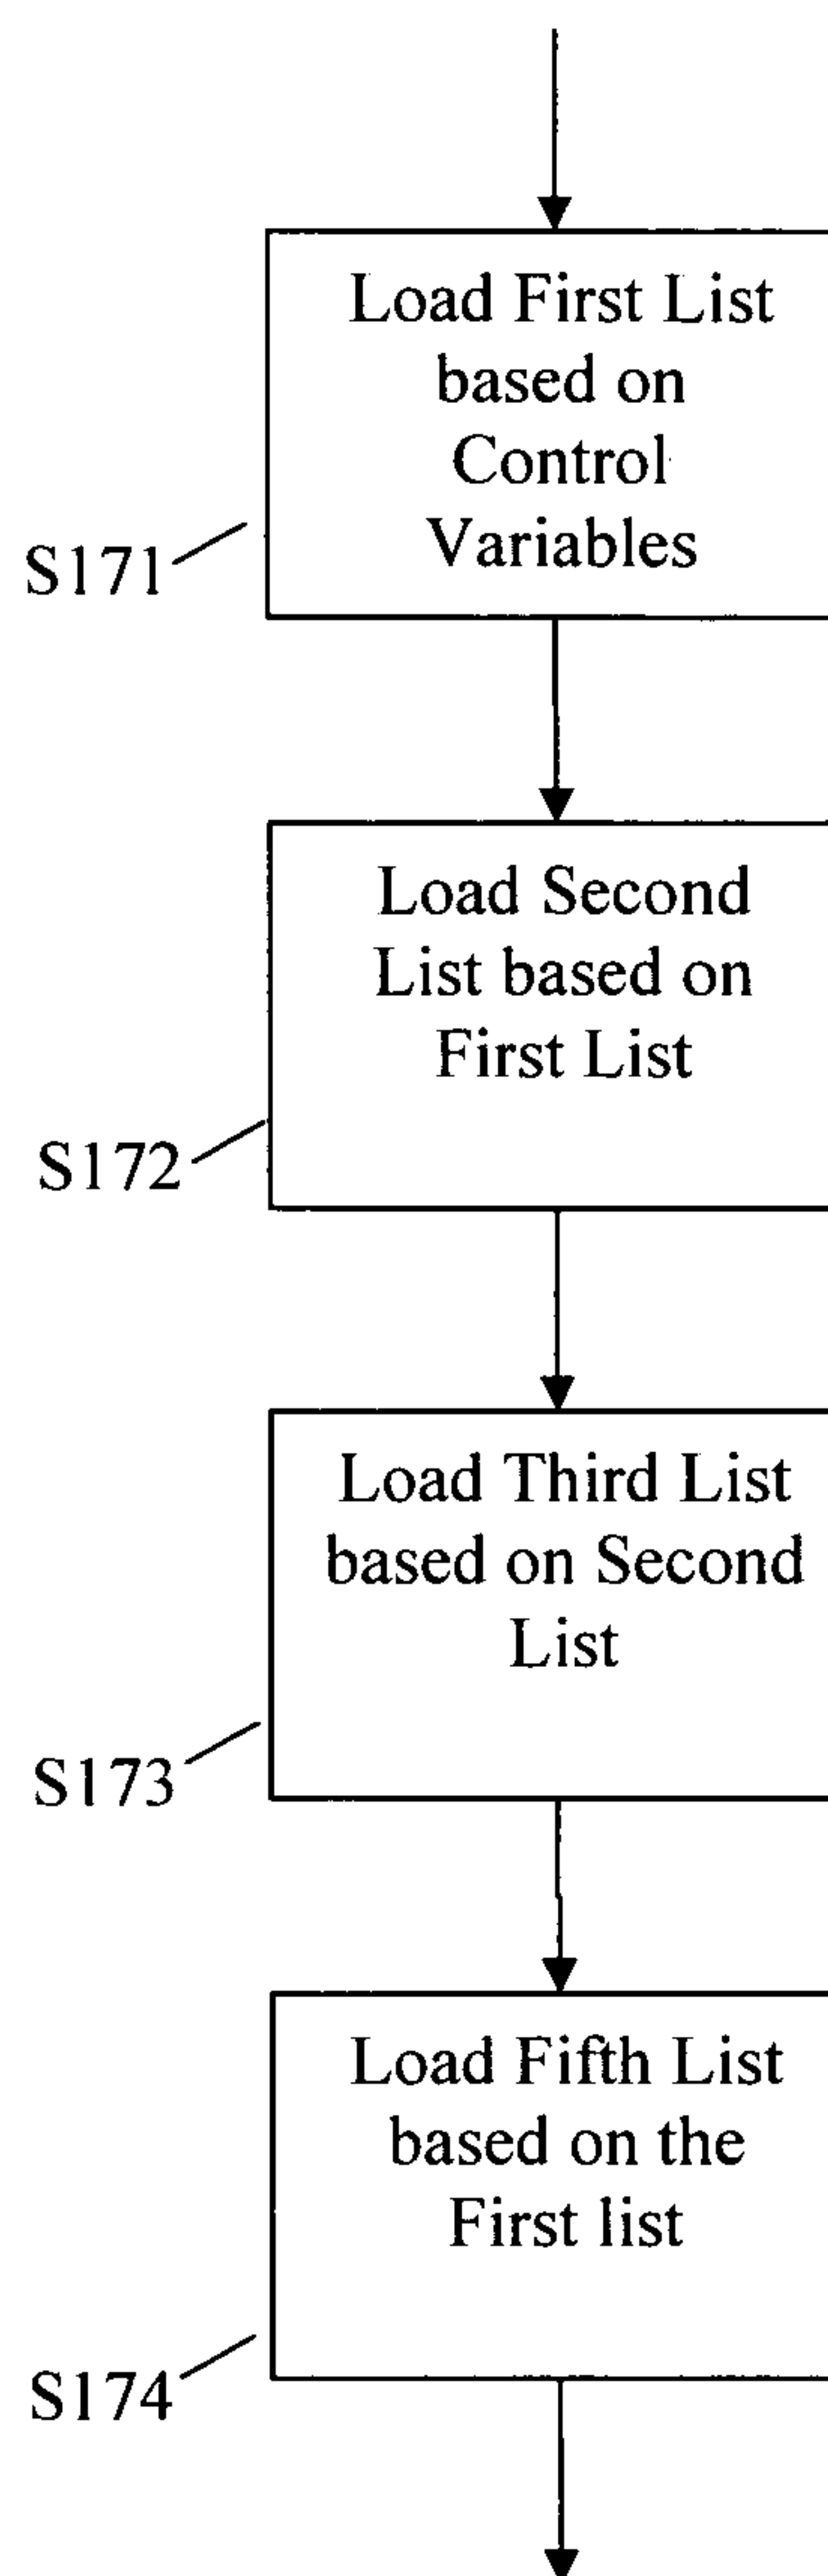 Load First List
based on
Control
Variables
S171
Load Second
List based on
First List
S172
Load Third List
based on Second
List
S173
Load Fifth List
based on the
First list
S174